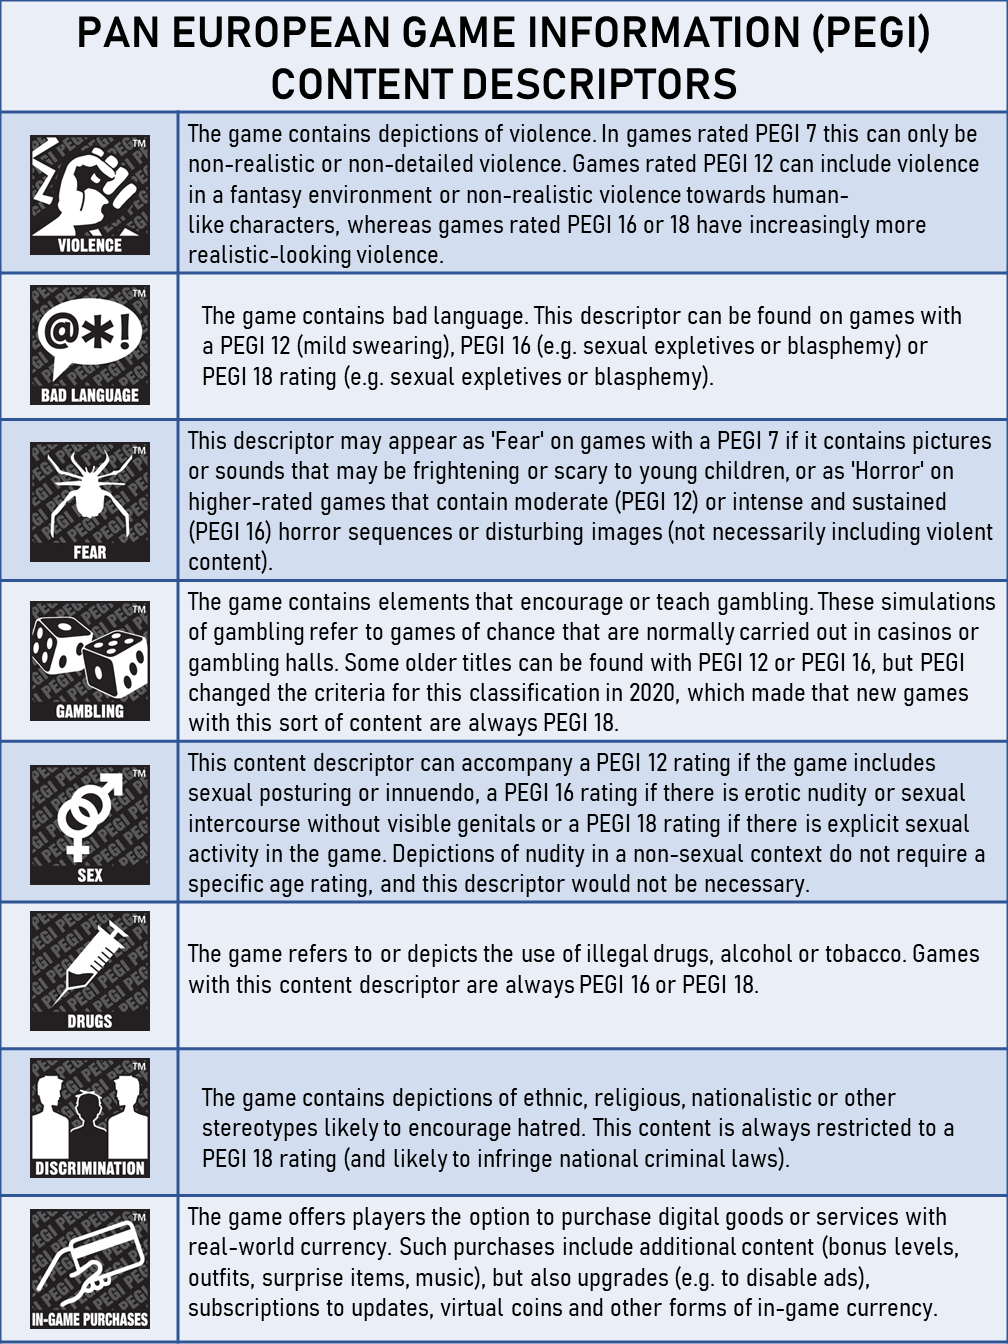 PAN EUROPEAN GAME INFORMATION (PEGI)
CONTENT DESCRIPTORS
TM
VIOLENCE
The game contains depictions of violence. In games rated PEGI 7 this can only be
non-realistic or non-detailed violence. Games rated PEGI 12 can include violence
in a fantasy environment or non-realistic violence towards human-
like characters, whereas games rated PEGI 16 or 18 have increasingly more
realistic-looking violence.
TM
@*!
BAD LANGUAGE
The game contains bad language. This descriptor can be found on games with
a PEGI 12 (mild swearing), PEGI 16 (e.g. sexual expletives or blasphemy) or
PEGI 18 rating (e.g. sexual expletives or blasphemy).
TM
FEAR
This descriptor may appear as 'Fear' on games with a PEGI 7 if it contains pictures
or sounds that may be frightening or scary to young children, or as 'Horror' on
higher-rated games that contain moderate (PEGI 12) or intense and sustained
(PEGI 16) horror sequences or disturbing images (not necessarily including violent
content).
TM
GAMBLING
The game contains elements that encourage or teach gambling. These simulations
of gambling refer to games of chance that are normally carried out in casinos or
gambling halls. Some older titles can be found with PEGI 12 or PEGI 16, but PEGI
changed the criteria for this classification in 2020, which made that new games
with this sort of content are always PEGI 18.
TM
SEX
This content descriptor can accompany a PEGI 12 rating if the game includes
sexual posturing or innuendo, a PEGI 16 rating if there is erotic nudity or sexual
intercourse without visible genitals or a PEGI 18 rating if there is explicit sexual
activity in the game. Depictions of nudity in a non-sexual context do not require a
specific age rating, and this descriptor would not be necessary.
TM
DRUGS
The game refers to or depicts the use of illegal drugs, alcohol or tobacco. Games
with this content descriptor are always PEGI 16 or PEGI 18.
TM
DISCRIMINATION
The game contains depictions of ethnic, religious, nationalistic or other
stereotypes likely to encourage hatred. This content is always restricted to a
PEGI 18 rating (and likely to infringe national criminal laws).
TM
IN-GAME PURCHASES
The game offers players the option to purchase digital goods or services with
real-world currency. Such purchases include additional content (bonus levels,
outfits, surprise items, music), but also upgrades (e.g. to disable ads),
subscriptions to updates, virtual coins and other forms of in-game currency.